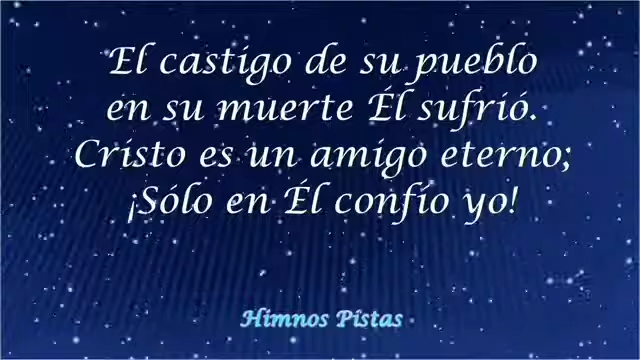 El castigo de su pueblo
en su muerte Él sufrió.
Cristo es un amigo eterno;
¡Sólo en Él confío yo!
Himnos Pistas